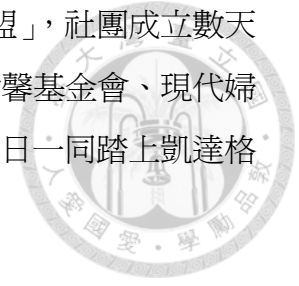 盟」，社團成立數天
馨基金會、現代婦
日一同踏上凱達格